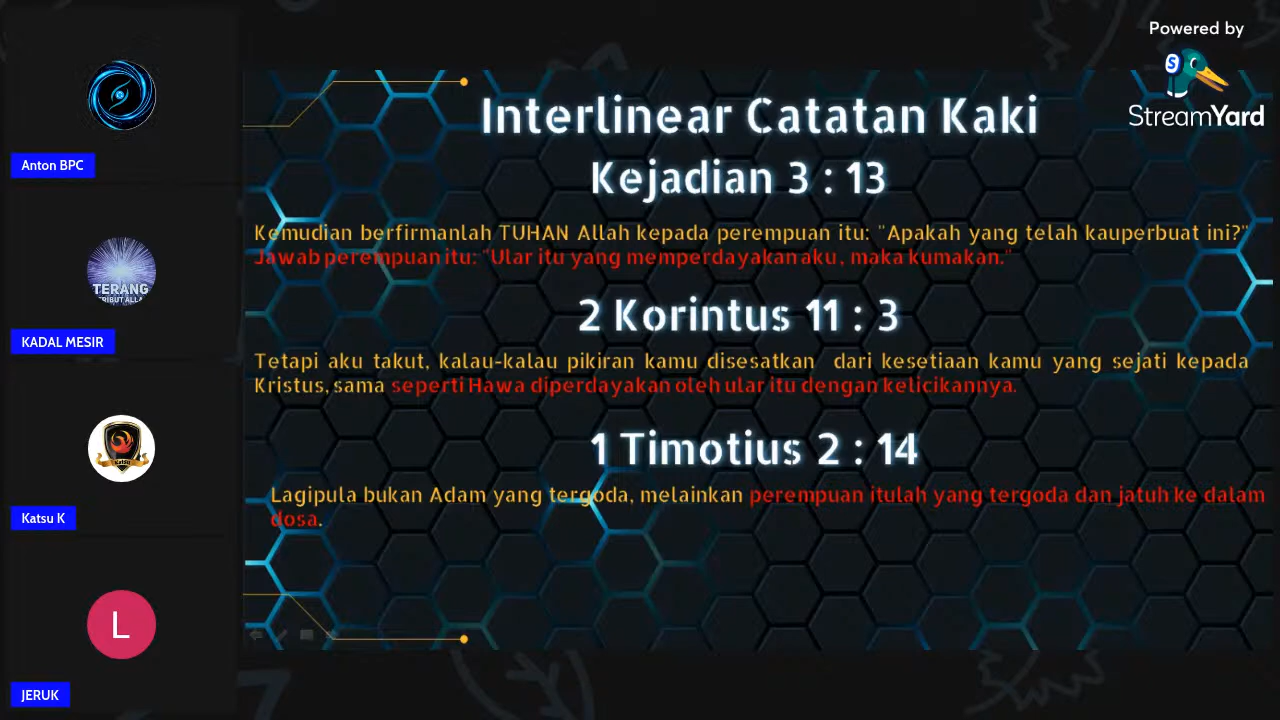 Powered by
S
StreamYard
Anton BPC
TERANG
KADAL MESIR
Katsu
Katsu K
L
JERUK
Interlinear Catatan Kaki
Kejadian 3 : 13
Kemudian berfirmanlah TUHAN Allah kepada perempuan itu: "Apakah yang telah kauperbuat ini?"
Jawab perempuan itu: "Ular itu yang memperdayakan aku, maka kumakan."
2 Korintus 11 : 3
Tetapi aku takut, kalau-kalau pikiran kamu disesatkan dari kesetiaan kamu yang sejati kepada
Kristus, sama seperti Hawa diperdayakan oleh ular itu dengan kelicikannya.
1 Timotius 2 : 14
Lagipula bukan Adam yang tergoda, melainkan perempuan itulah yang tergoda dan jatuh ke dalam
dosa.